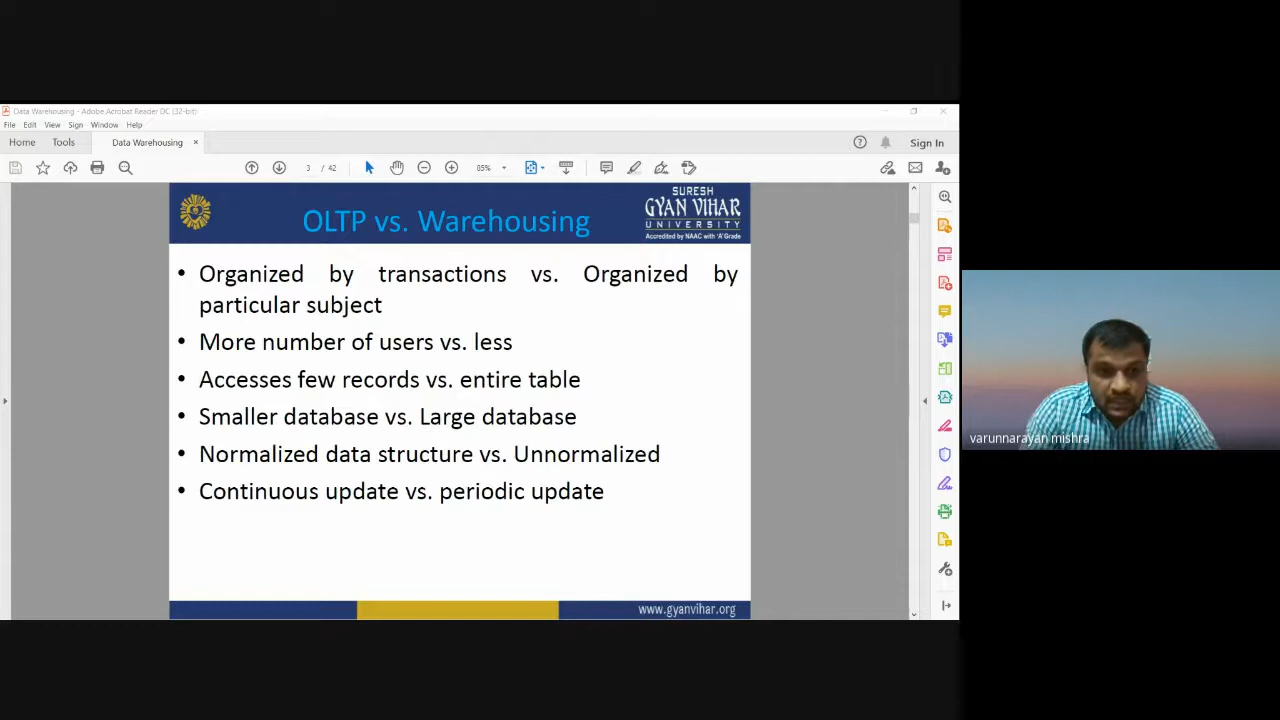 Data Warehousing - Adobe Acrobat Reader DC (32-bit)
File Edit View Sign Window Help
Home Tools Data Warehousing × Sign In
3 / 42 85%
SURESH
GYAN VIHAR
UNIVERSITY
Accredited by NAAC with 'A' Grade
OLTP vs. Warehousing
• Organized by transactions vs. Organized by
particular subject
• More number of users vs. less
• Accesses few records vs. entire table
• Smaller database vs. Large database
• Normalized data structure vs. Unnormalized
• Continuous update vs. periodic update
www.gyanvihar.org
varunnarayan mishra